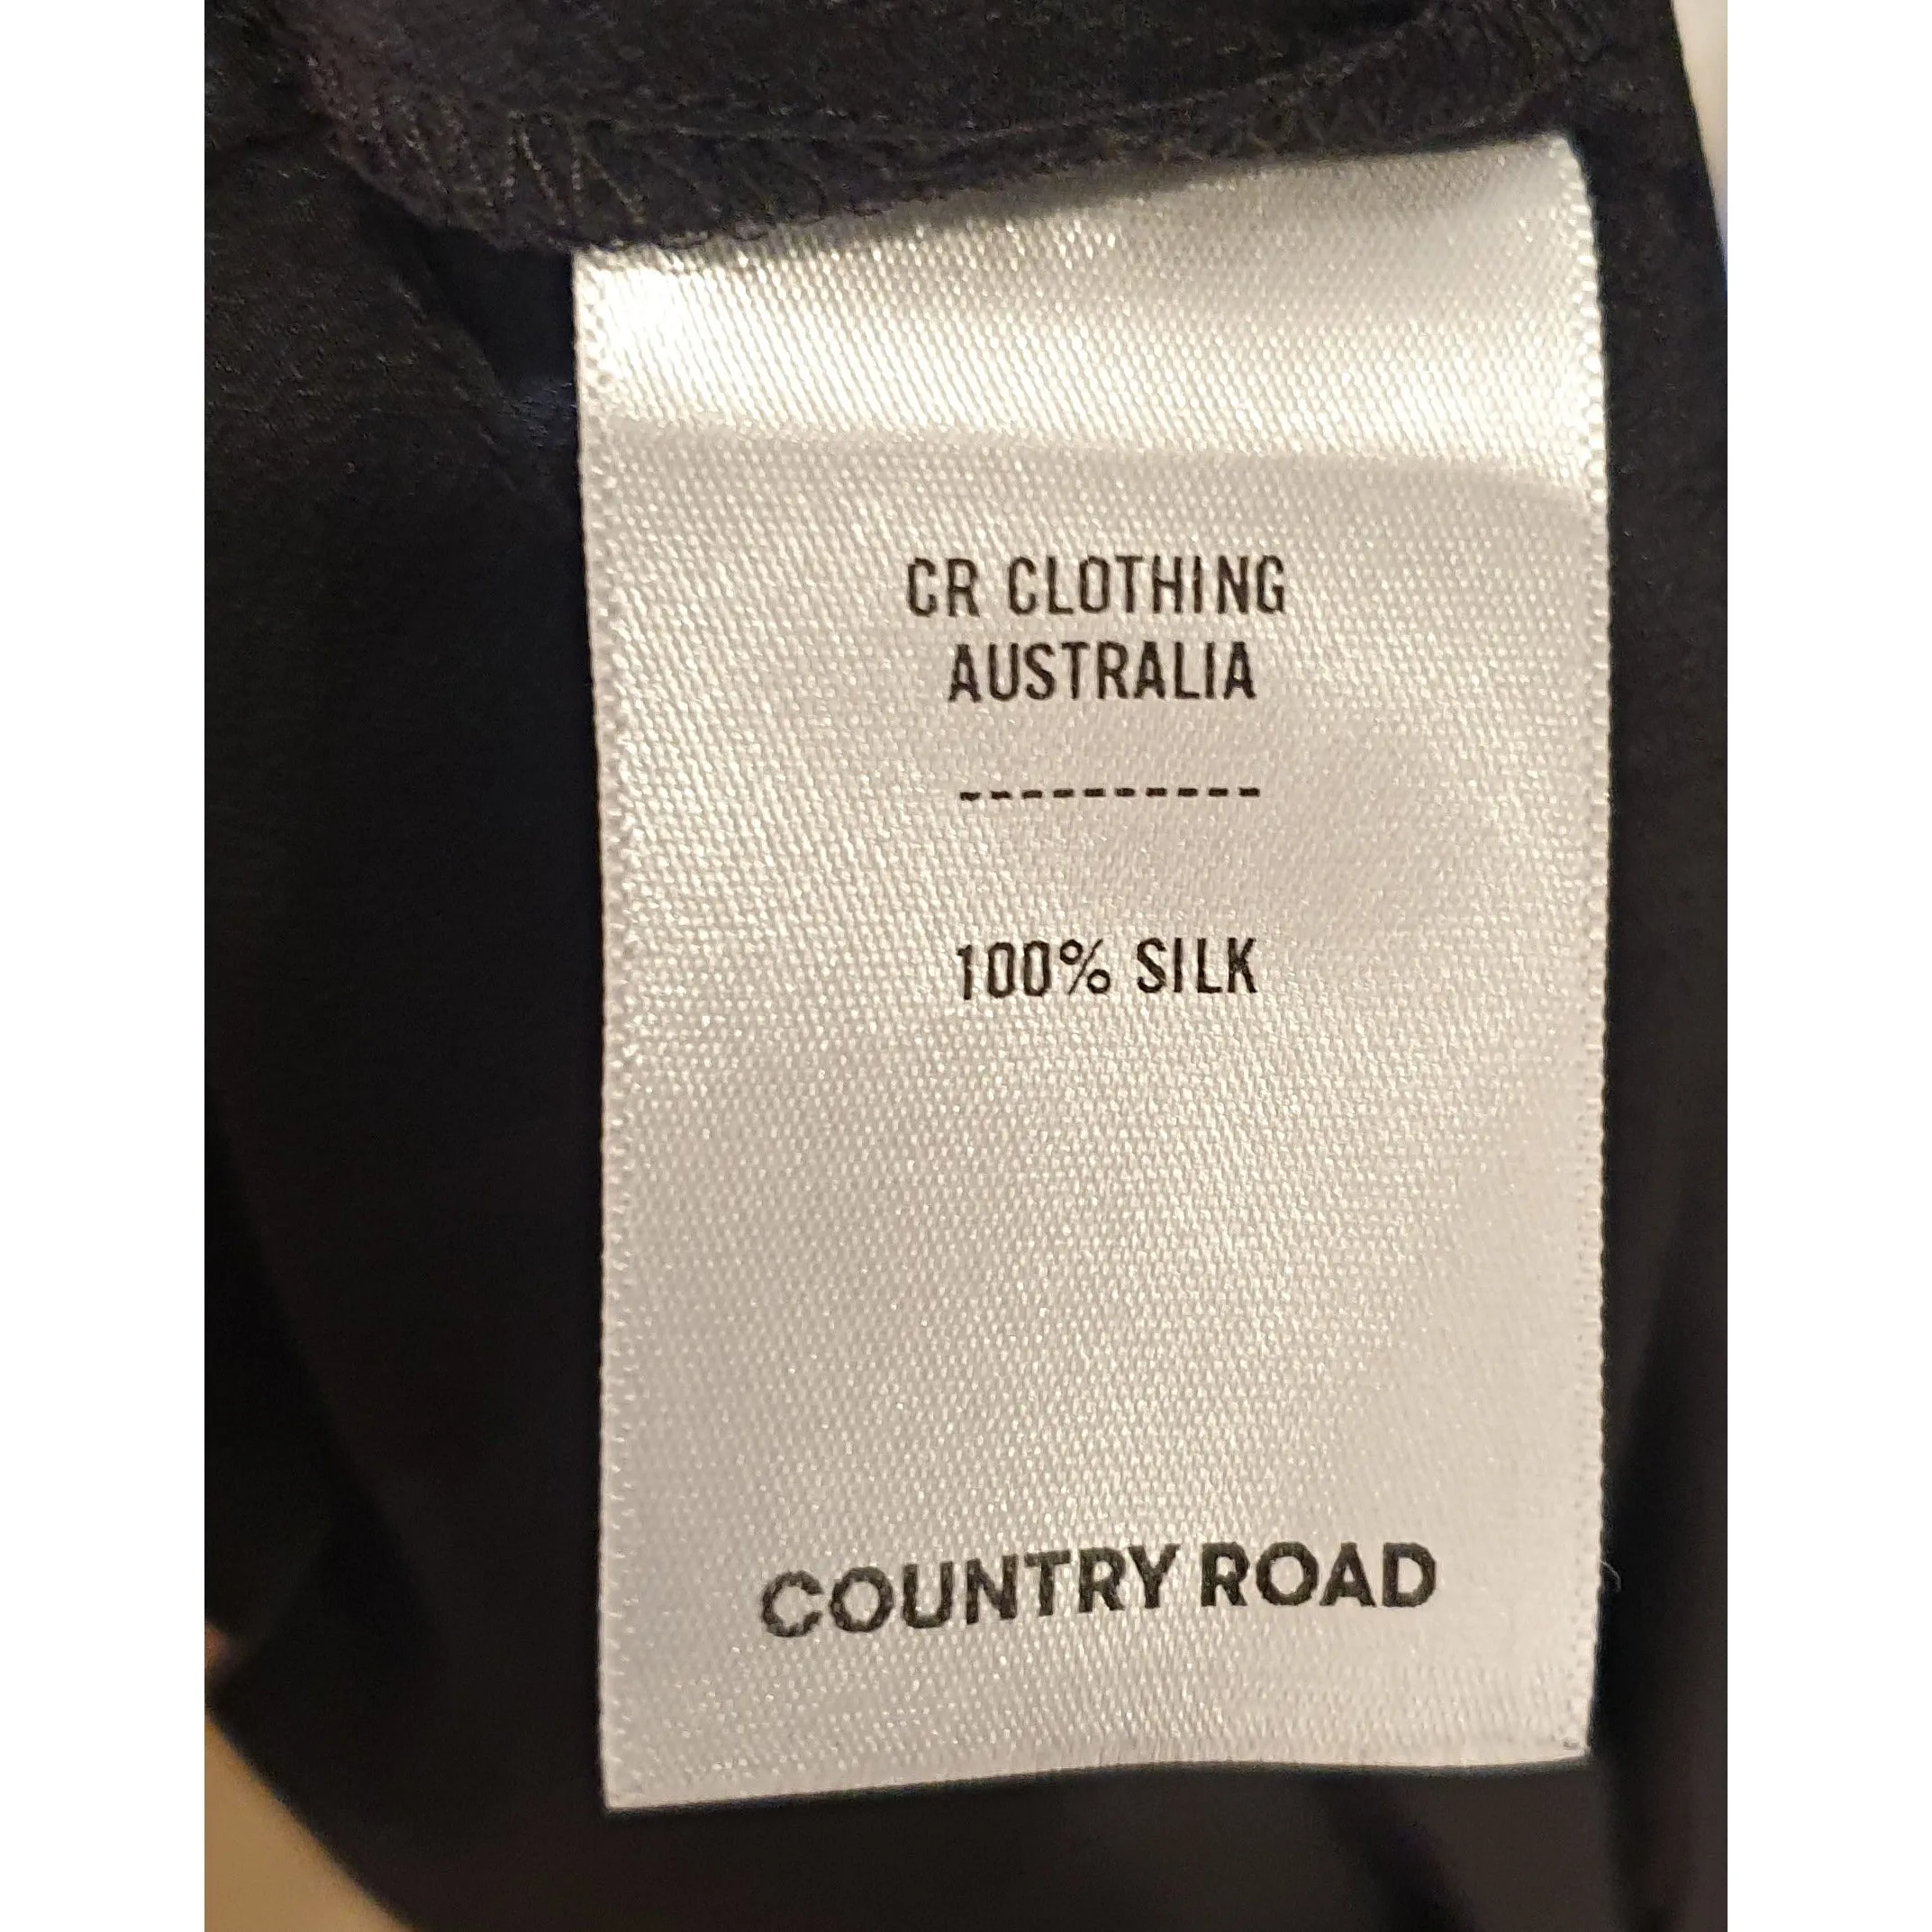 CR CLOTHING
AUSTRALIA
----------
100% SILK
COUNTRY ROAD